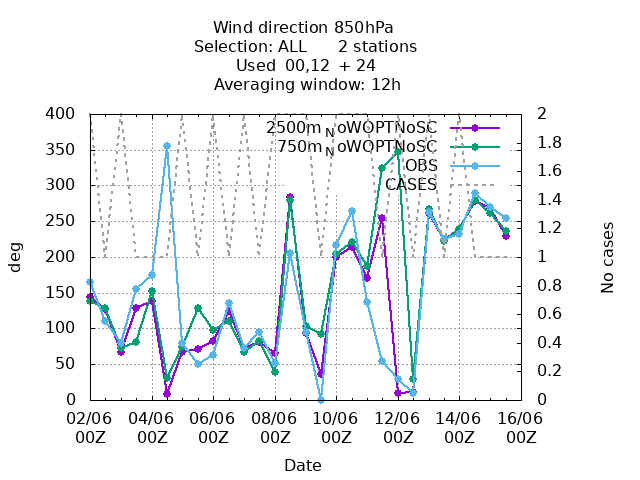 Wind direction 850hPa
Selection: ALL 2 stations
Used 00,12 + 24
Averaging window: 12h
2500m NoWOPTNoSC
750m NoWOPTNoSC
OBS
CASES
400 2
350 1.8
300 1.6
250 1.4
200 1.2
150 1
100 0.8
50 0.6
0 0.4
0.2
0
deg
No cases
02/06 04/06 06/06 08/06 10/06 12/06 14/06 16/06
00Z 00Z 00Z 00Z 00Z 00Z 00Z 00Z
Date